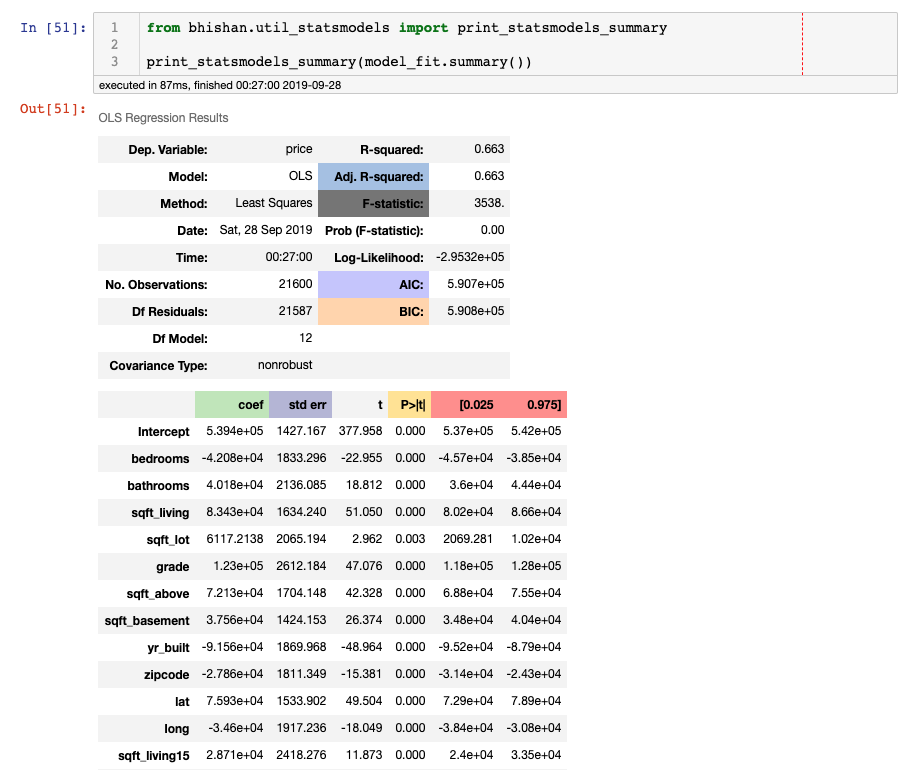 In [51]:
1 from bhishan.util_statsmodels import print_statsmodels_summary
2
3 print_statsmodels_summary(model_fit.summary())
executed in 87ms, finished 00:27:00 2019-09-28
Out[51]:
OLS Regression Results
Dep. Variable: price R-squared: 0.663
Model: OLS Adj. R-squared: 0.663
Method: Least Squares F-statistic: 3538.
Date: Sat, 28 Sep 2019 Prob (F-statistic): 0.00
Time: 00:27:00 Log-Likelihood: -2.9532e+05
No. Observations: 21600 AIC: 5.907e+05
Df Residuals: 21587 BIC: 5.908e+05
Df Model: 12
Covariance Type: nonrobust
coef std err t P>|t| [0.025 0.975]
Intercept 5.394e+05 1427.167 377.958 0.000 5.37e+05 5.42e+05
bedrooms -4.208e+04 1833.296 -22.955 0.000 -4.57e+04 -3.85e+04
bathrooms 4.018e+04 2136.085 18.812 0.000 3.6e+04 4.44e+04
sqft_living 8.343e+04 1634.240 51.050 0.000 8.02e+04 8.66e+04
sqft_lot 6117.2138 2065.194 2.962 0.003 2069.281 1.02e+04
grade 1.23e+05 2612.184 47.076 0.000 1.18e+05 1.28e+05
sqft_above 7.213e+04 1704.148 42.328 0.000 6.88e+04 7.55e+04
sqft_basement 3.756e+04 1424.153 26.374 0.000 3.48e+04 4.04e+04
yr_built -9.156e+04 1869.968 -48.964 0.000 -9.52e+04 -8.79e+04
zipcode -2.786e+04 1811.349 -15.381 0.000 -3.14e+04 -2.43e+04
lat 7.593e+04 1533.902 49.504 0.000 7.29e+04 7.89e+04
long -3.46e+04 1917.236 -18.049 0.000 -3.84e+04 -3.08e+04
sqft_living15 2.871e+04 2418.276 11.873 0.000 2.4e+04 3.35e+04